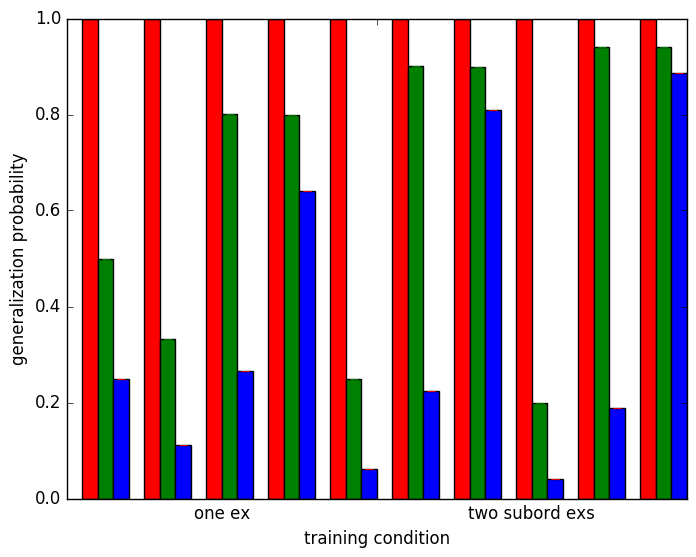 1.0
0.8
0.6
0.4
0.2
0.0
generalization probability
one ex two subord exs
training condition